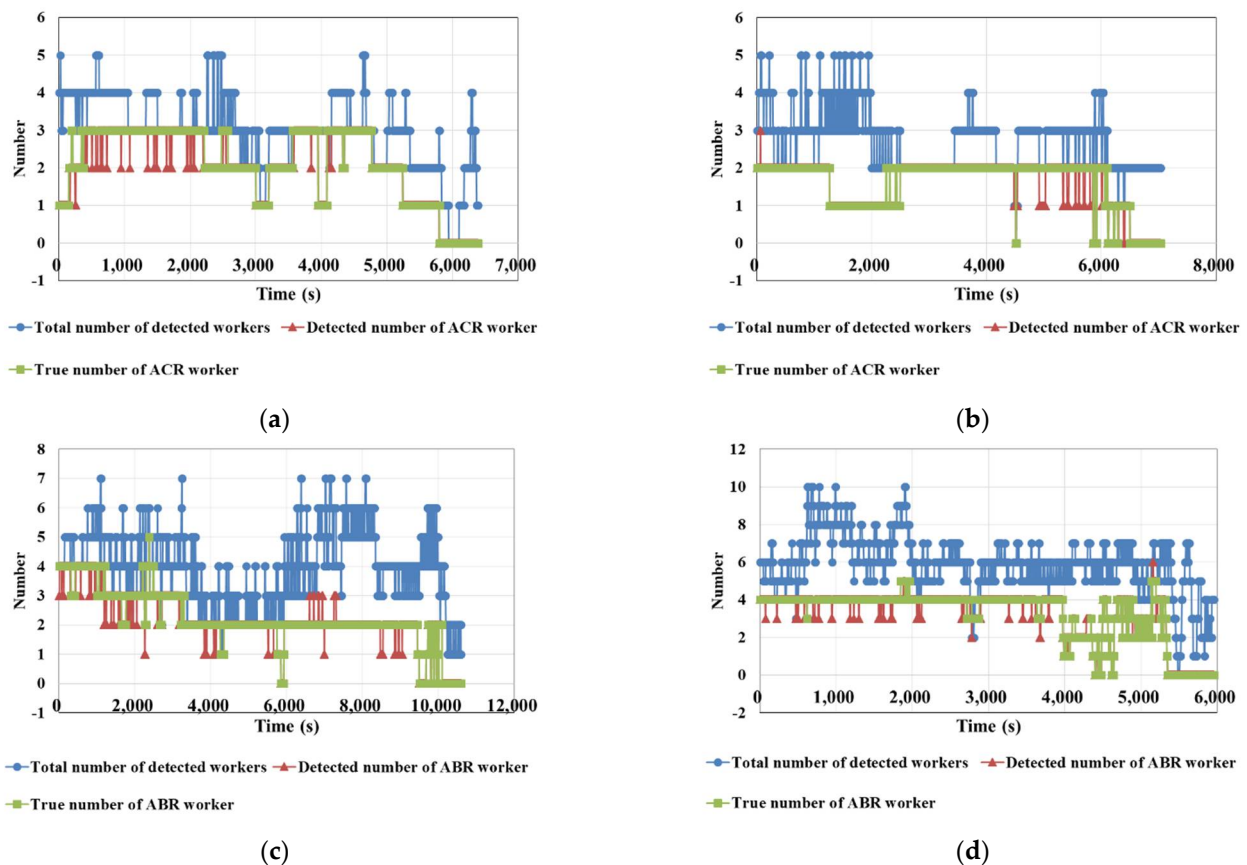 6
5
4
3
2
1
0
-1
Number
0 1,000 2,000 3,000 4,000 5,000 6,000 7,000
Time (s)
Total number of detected workers Detected number of ACR worker
True number of ACR worker
(a)
6
5
4
3
2
1
0
-1
Number
0 2,000 4,000 6,000 8,000
Time (s)
Total number of detected workers Detected number of ACR worker
True number of ACR worker
(b)
8
7
6
5
4
3
2
1
0
-1
Number
0 2,000 4,000 6,000 8,000 10,000 12,000
Time (s)
Total number of detected workers Detected number of ABR worker
True number of ABR worker
(c)
12
10
8
6
4
2
0
-2
Number
0 1,000 2,000 3,000 4,000 5,000 6,000
Time (s)
Total number of detected workers Detected number of ABR worker
True number of ABR worker
(d)